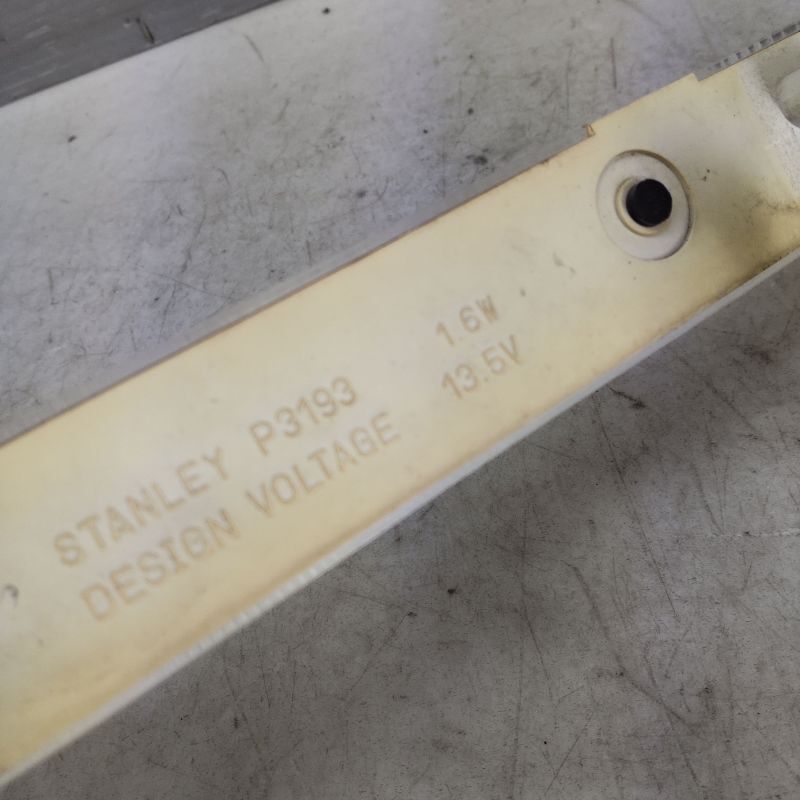 STANLEY P3193 1.6W
DESIGN VOLTAGE 13.5V